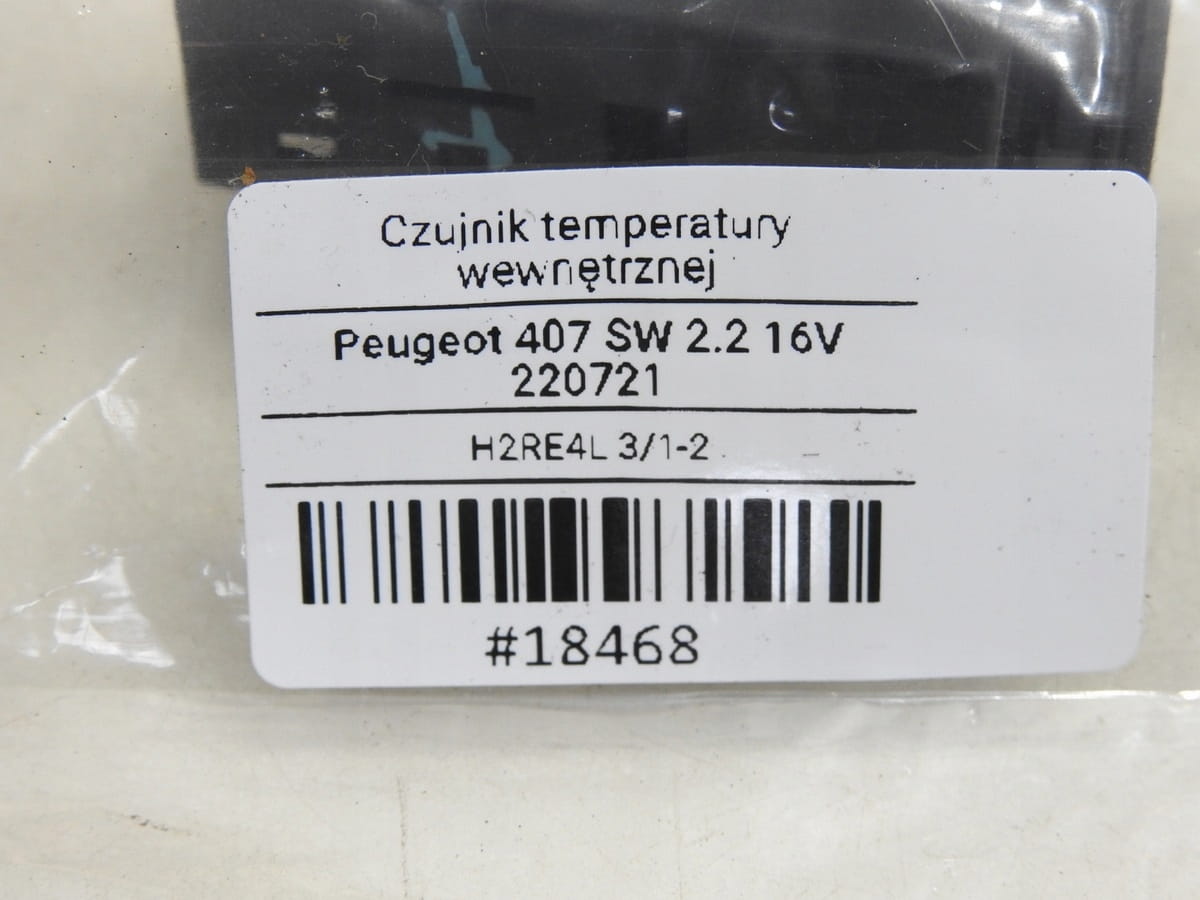 Czujnik temperatury
wewnętrznej
Peugeot 407 SW 2.2 16V
220721
H2RE4L 3/1-2
#18468